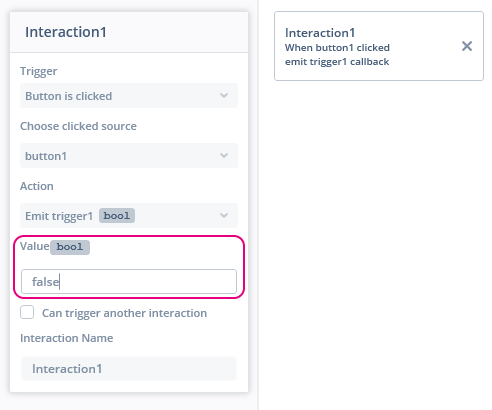 Interaction1
Trigger
Button is clicked
Choose clicked source
button1
Action
Emit trigger1 bool
Value bool
false
Can trigger another interaction
Interaction Name
Interaction1
Interaction1
When button1 clicked
emit trigger1 callback